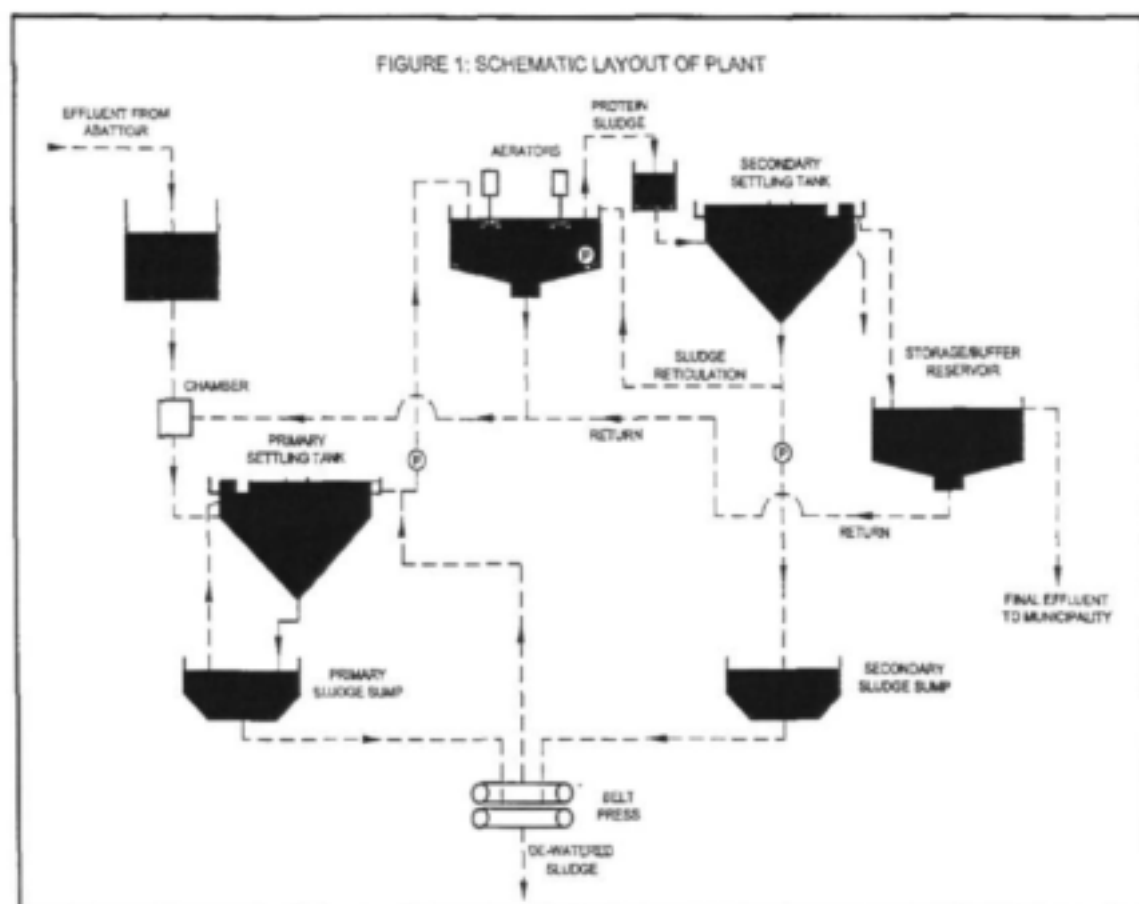 FIGURE 1: SCHEMATIC LAYOUT OF PLANT
EFFLUENT FROM
ABATTOIR
PROTEIN
SLUDGE
AERATORS
SECONDARY
SETTLING TANK
P
SLUDGE
RETICULATION
STORAGE/BUFFER
RESERVOIR
CHAMBER
RETURN
PRIMARY
SETTLING TANK
P
P
RETURN
FINAL EFFLUENT
TO MUNICIPALITY
PRIMARY
SLUDGE SUMP
SECONDARY
SLUDGE SUMP
BELT
PRESS
DE-WATERED
SLUDGE